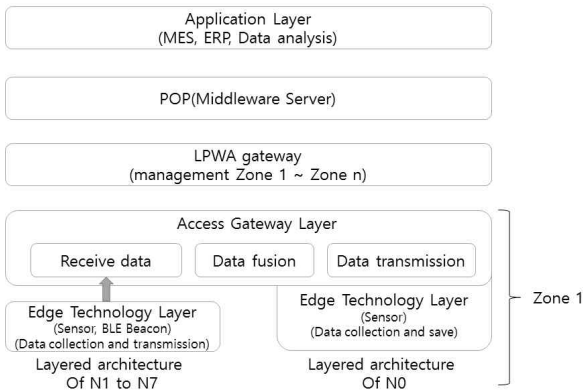 Application Layer
(MES, ERP, Data analysis)
POP(Middleware Server)
LPWA gateway
(management Zone 1 ~ Zone n)
Access Gateway Layer
Receive data
Data fusion
Data transmission
Edge Technology Layer
(Sensor, BLE Beacon)
(Data collection and transmission)
Edge Technology Layer
(Sensor)
(Data collection and save)
Zone 1
Layered architecture
Of N1 to N7
Layered architecture
Of N0